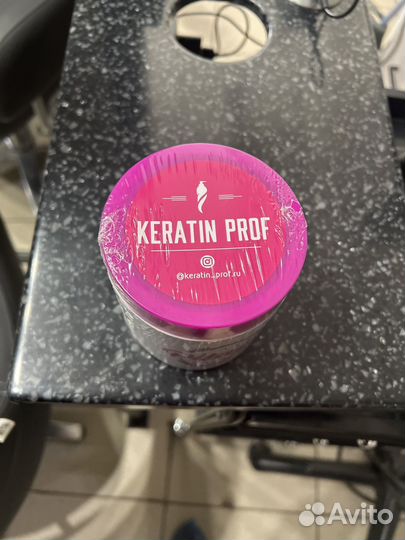 KERATIN PROF
@keratin_prof.ru
Avito